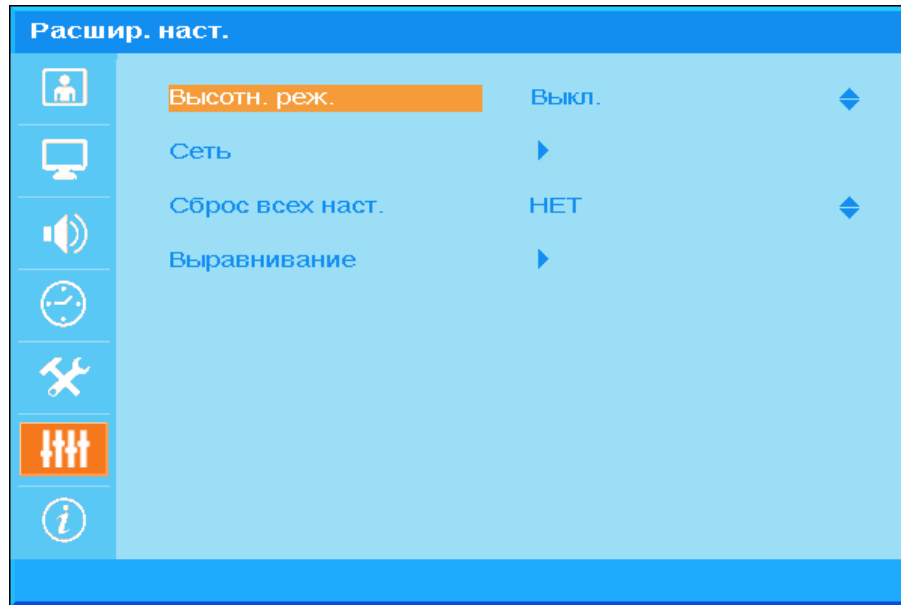 Расшир. наст.
Высотн. реж. Выкл.
Сеть
Сброс всех наст. НЕТ
Выравнивание